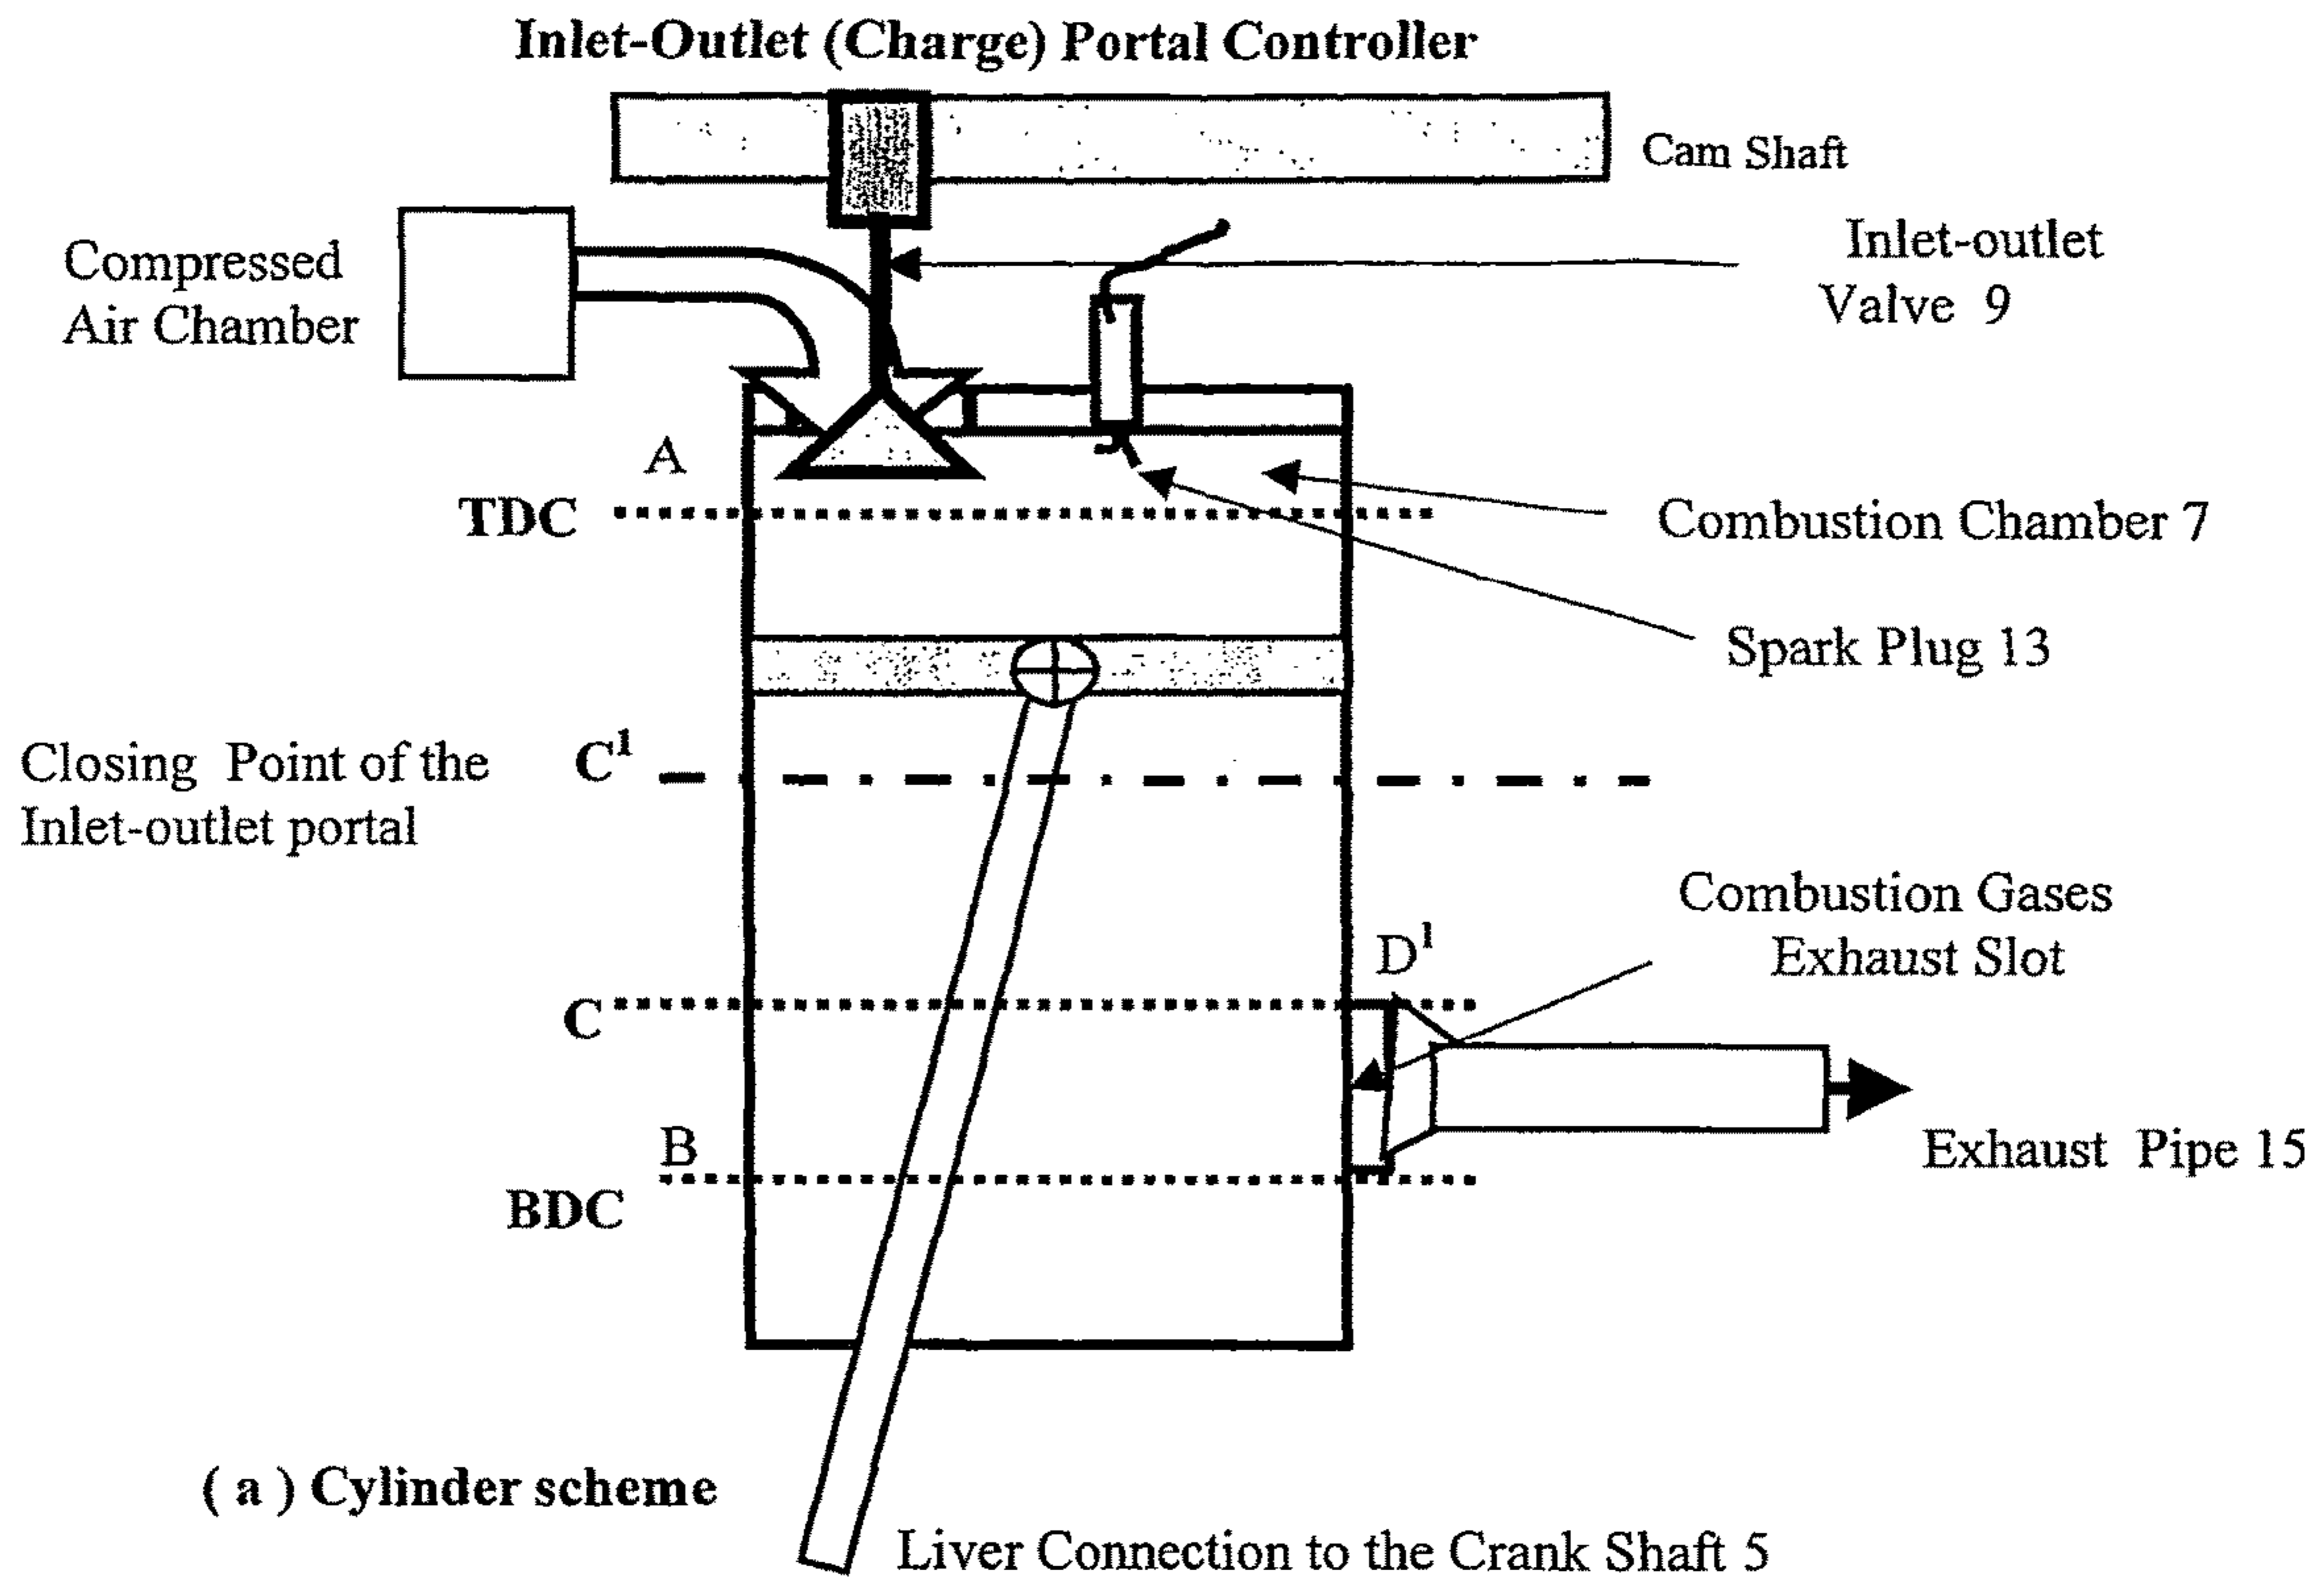 Inlet-Outlet (Charge) Portal Controller
Cam Shaft
Compressed
Air Chamber
Inlet-outlet
Valve 9
A
TDC
Combustion Chamber 7
Spark Plug 13
Closing Point of the
Inlet-outlet portal
C¹
Combustion Gases
Exhaust Slot
D¹
C
B
BDC
Exhaust Pipe 15
( a ) Cylinder scheme
Liver Connection to the Crank Shaft 5